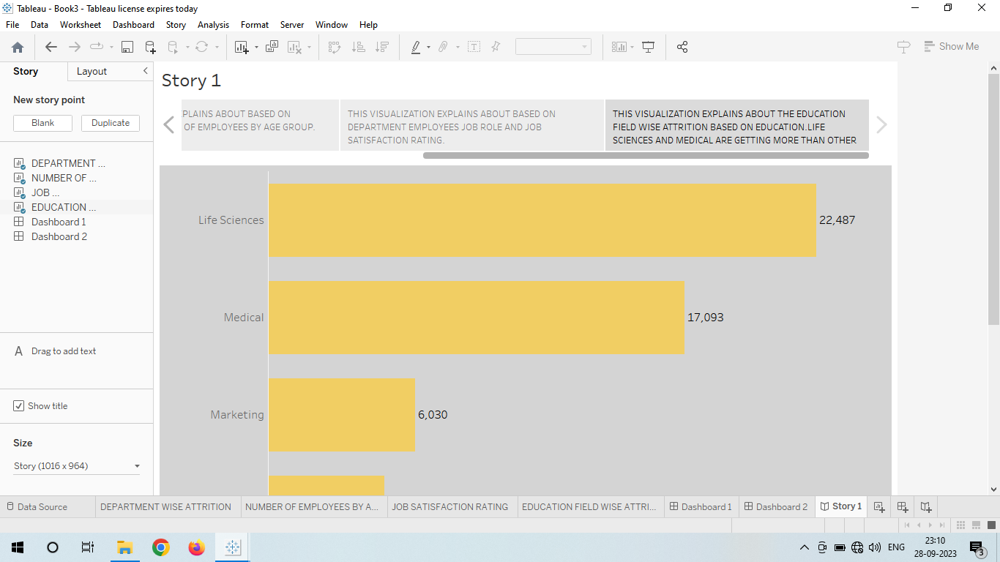 Tableau - Book3 - Tableau license expires today
File Data Worksheet Dashboard Story Analysis Format Server Window Help
Show Me
Story Layout
New story point
Blank Duplicate
DEPARTMENT ...
NUMBER OF ...
JOB ...
EDUCATION ...
Dashboard 1
Dashboard 2
A Drag to add text
Show title
Size
Story (1016 x 964)
Story 1
PLAINS ABOUT BASED ON
OF EMPLOYEES BY AGE GROUP.
THIS VISUALIZATION EXPLAINS ABOUT BASED ON
DEPARTMENT EMPLOYEES JOB ROLE AND JOB
SATISFACTION RATING.
THIS VISUALIZATION EXPLAINS ABOUT THE EDUCATION
FIELD WISE ATTRITION BASED ON EDUCATION.LIFE
SCIENCES AND MEDICAL ARE GETTING MORE THAN OTHER
Life Sciences 22,487
Medical 17,093
Marketing 6,030
Data Source DEPARTMENT WISE ATTRITION NUMBER OF EMPLOYEES BY A... JOB SATISFACTION RATING EDUCATION FIELD WISE ATTRI... Dashboard 1 Dashboard 2 Story 1
ENG
23:10
28-09-2023
3